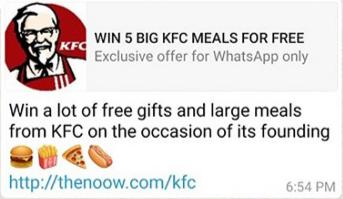 KFC
WIN 5 BIG KFC MEALS FOR FREE
Exclusive offer for WhatsApp only
Win a lot of free gifts and large meals
from KFC on the occasion of its founding
🍔🍟🍕🌭
http://thenoow.com/kfc
6:54 PM